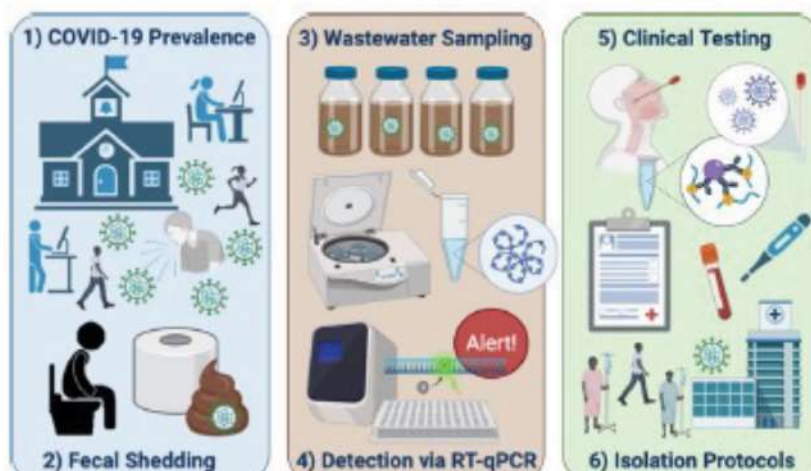 1) COVID-19 Prevalence
2) Fecal Shedding
3) Wastewater Sampling
Alert!
4) Detection via RT-qPCR
5) Clinical Testing
6) Isolation Protocols